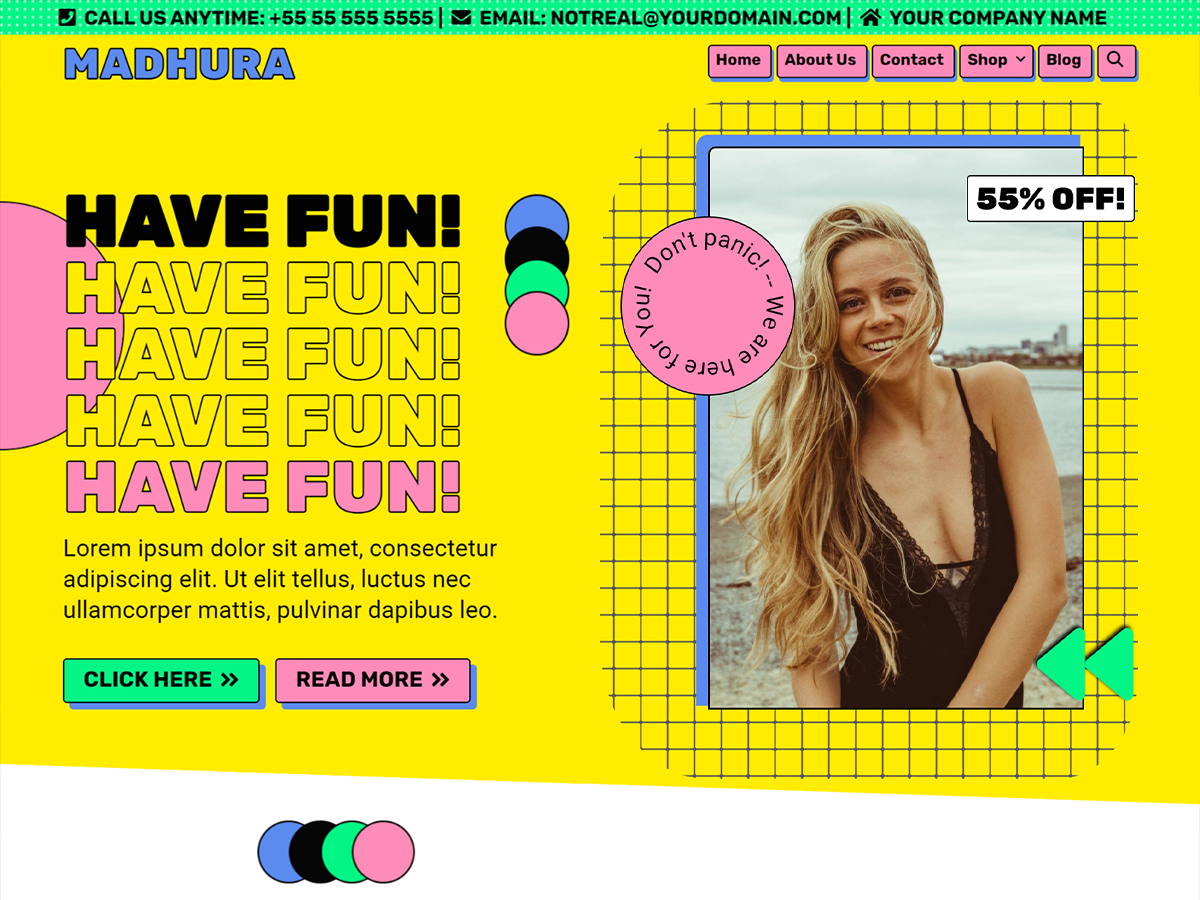 CALL US ANYTIME: +55 55 555 5555 | EMAIL: NOTREAL@YOURDOMAIN.COM | YOUR COMPANY NAME
MADHURA
Home About Us Contact Shop Blog
55% OFF!
HAVE FUN!
HAVE FUN!
HAVE FUN!
HAVE FUN!
HAVE FUN!
Don't panic! -- We are here for You!
Lorem ipsum dolor sit amet, consectetur
adipiscing elit. Ut elit tellus, luctus nec
ullamcorper mattis, pulvinar dapibus leo.
CLICK HERE READ MORE